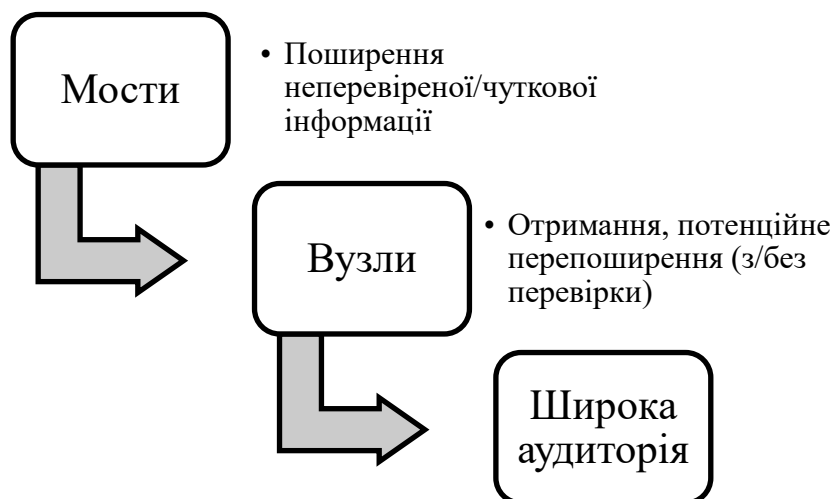 Мости
• Поширення
неперевіреної/чуткової
інформації
Вузли
• Отримання, потенційне
перепоширення (з/без
перевірки)
Широка
аудиторія